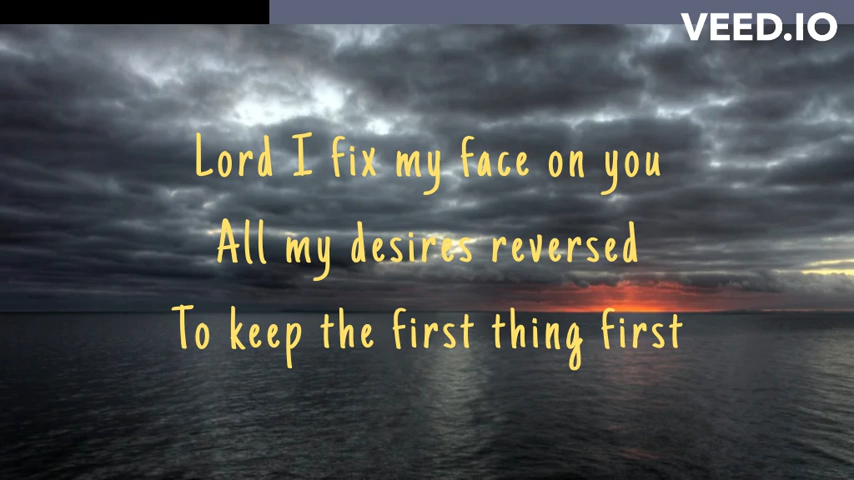 VEED.IO
Lord I fix my face on you
All my desires reversed
To keep the first thing first